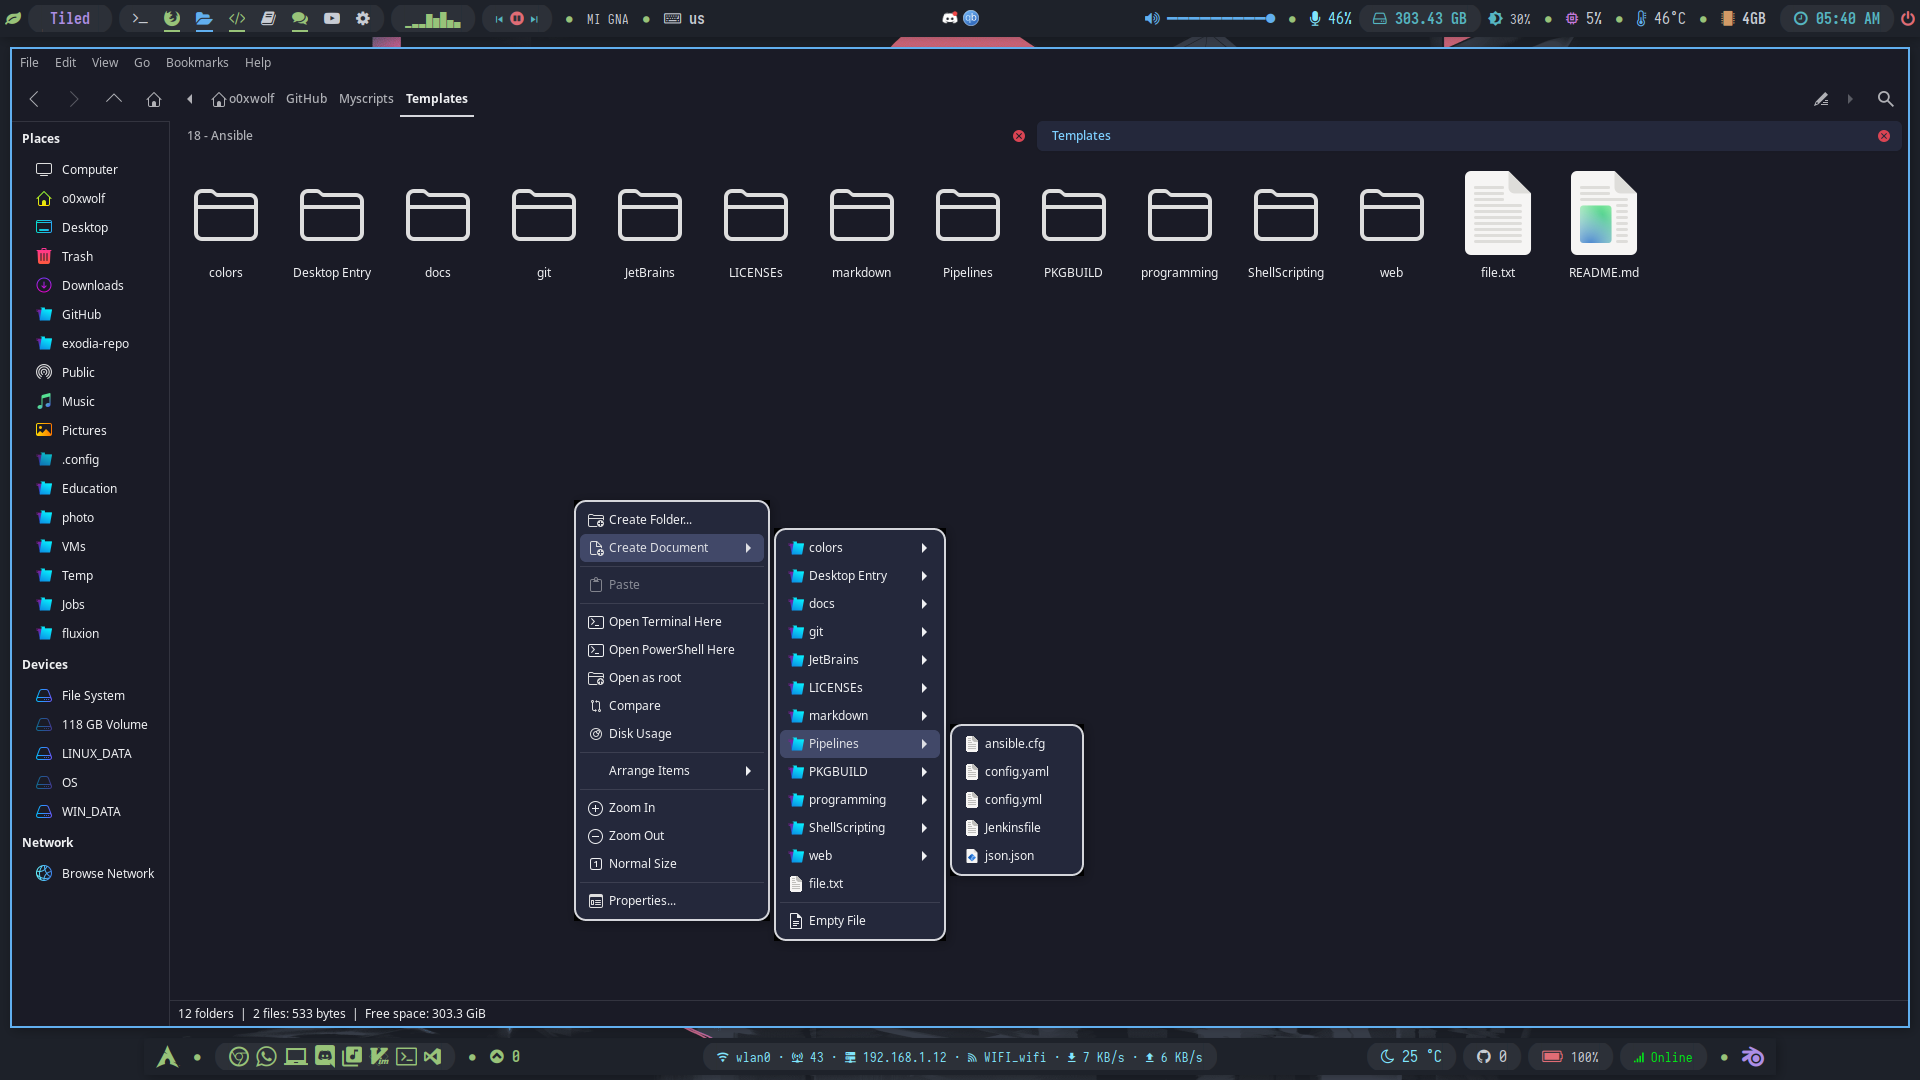 Tiled MI GNA us 46% 303.43 GB 30% 5% 46°C 4GB 05:40 AM
File Edit View Go Bookmarks Help
o0xwolf GitHub Myscripts Templates
18 - Ansible Templates
Places
Computer
o0xwolf
Desktop
Trash
Downloads
GitHub
exodia-repo
Public
Music
Pictures
.config
Education
photo
VMs
Temp
Jobs
fluxion
Devices
File System
118 GB Volume
LINUX_DATA
OS
WIN_DATA
Network
Browse Network
colors Desktop Entry docs git JetBrains LICENSEs markdown Pipelines PKGBUILD programming ShellScripting web file.txt README.md
Create Folder...
Create Document
Paste
Open Terminal Here
Open PowerShell Here
Open as root
Compare
Disk Usage
Arrange Items
Zoom In
Zoom Out
Normal Size
Properties...
colors
Desktop Entry
docs
git
JetBrains
LICENSEs
markdown
Pipelines
PKGBUILD
programming
ShellScripting
web
file.txt
Empty File
ansible.cfg
config.yaml
config.yml
Jenkinsfile
json.json
12 folders | 2 files: 533 bytes | Free space: 303.3 GiB
0 wlan0 · 43 · 192.168.1.12 · WIFI_wifi · 7 KB/s · 6 KB/s 25 °C 0 100% Online